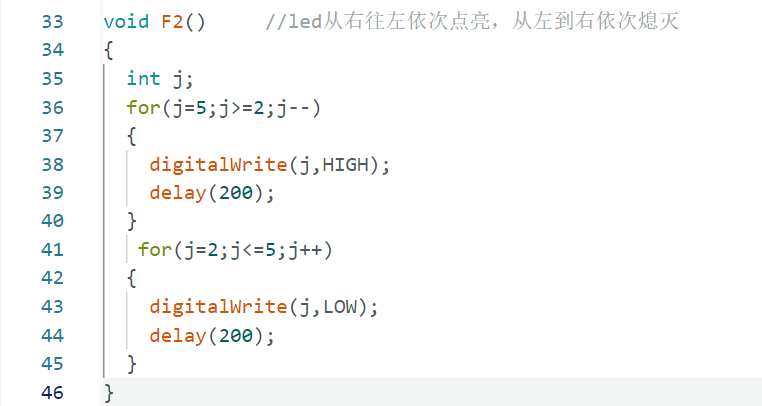 33 void F2()     //led从右往左依次点亮，从左到右依次熄灭
34 {
35   int j;
36   for(j=5;j>=2;j--)
37   {
38     digitalWrite(j,HIGH);
39     delay(200);
40   }
41    for(j=2;j<=5;j++)
42   {
43     digitalWrite(j,LOW);
44     delay(200);
45   }
46 }